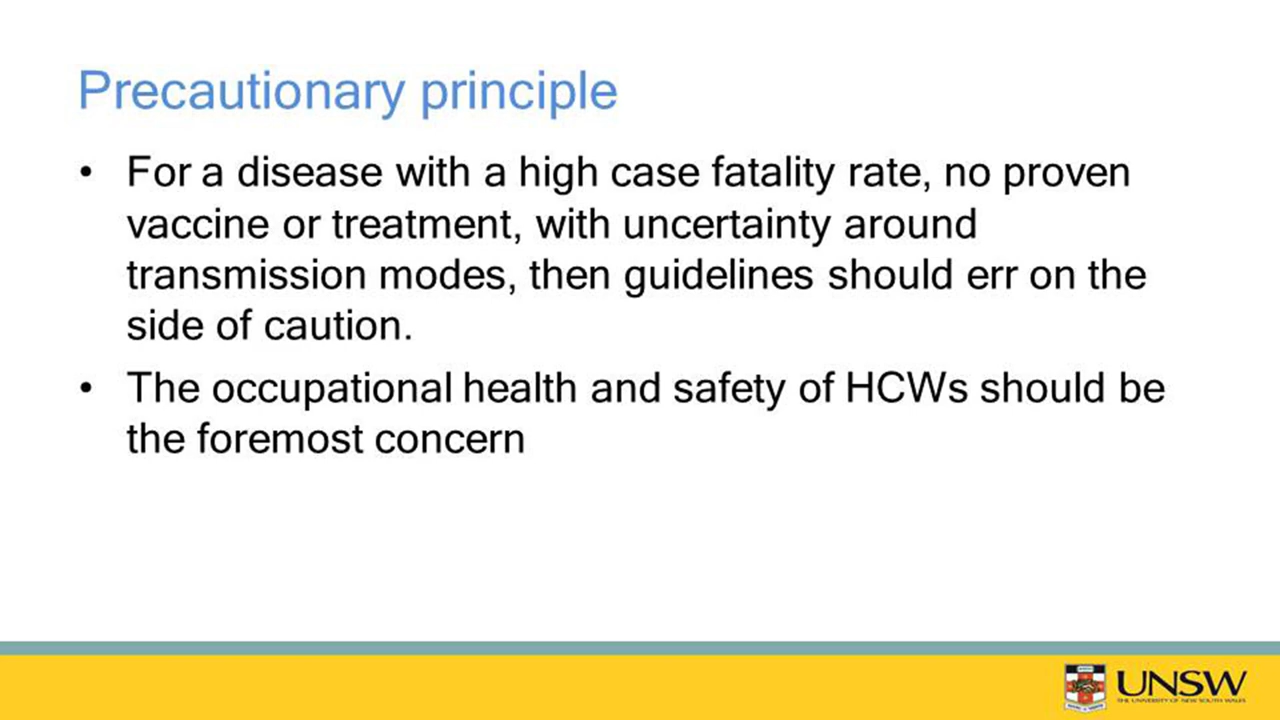 Precautionary principle
• For a disease with a high case fatality rate, no proven
vaccine or treatment, with uncertainty around
transmission modes, then guidelines should err on the
side of caution.
• The occupational health and safety of HCWs should be
the foremost concern
UNSW
THE UNIVERSITY OF NEW SOUTH WALES